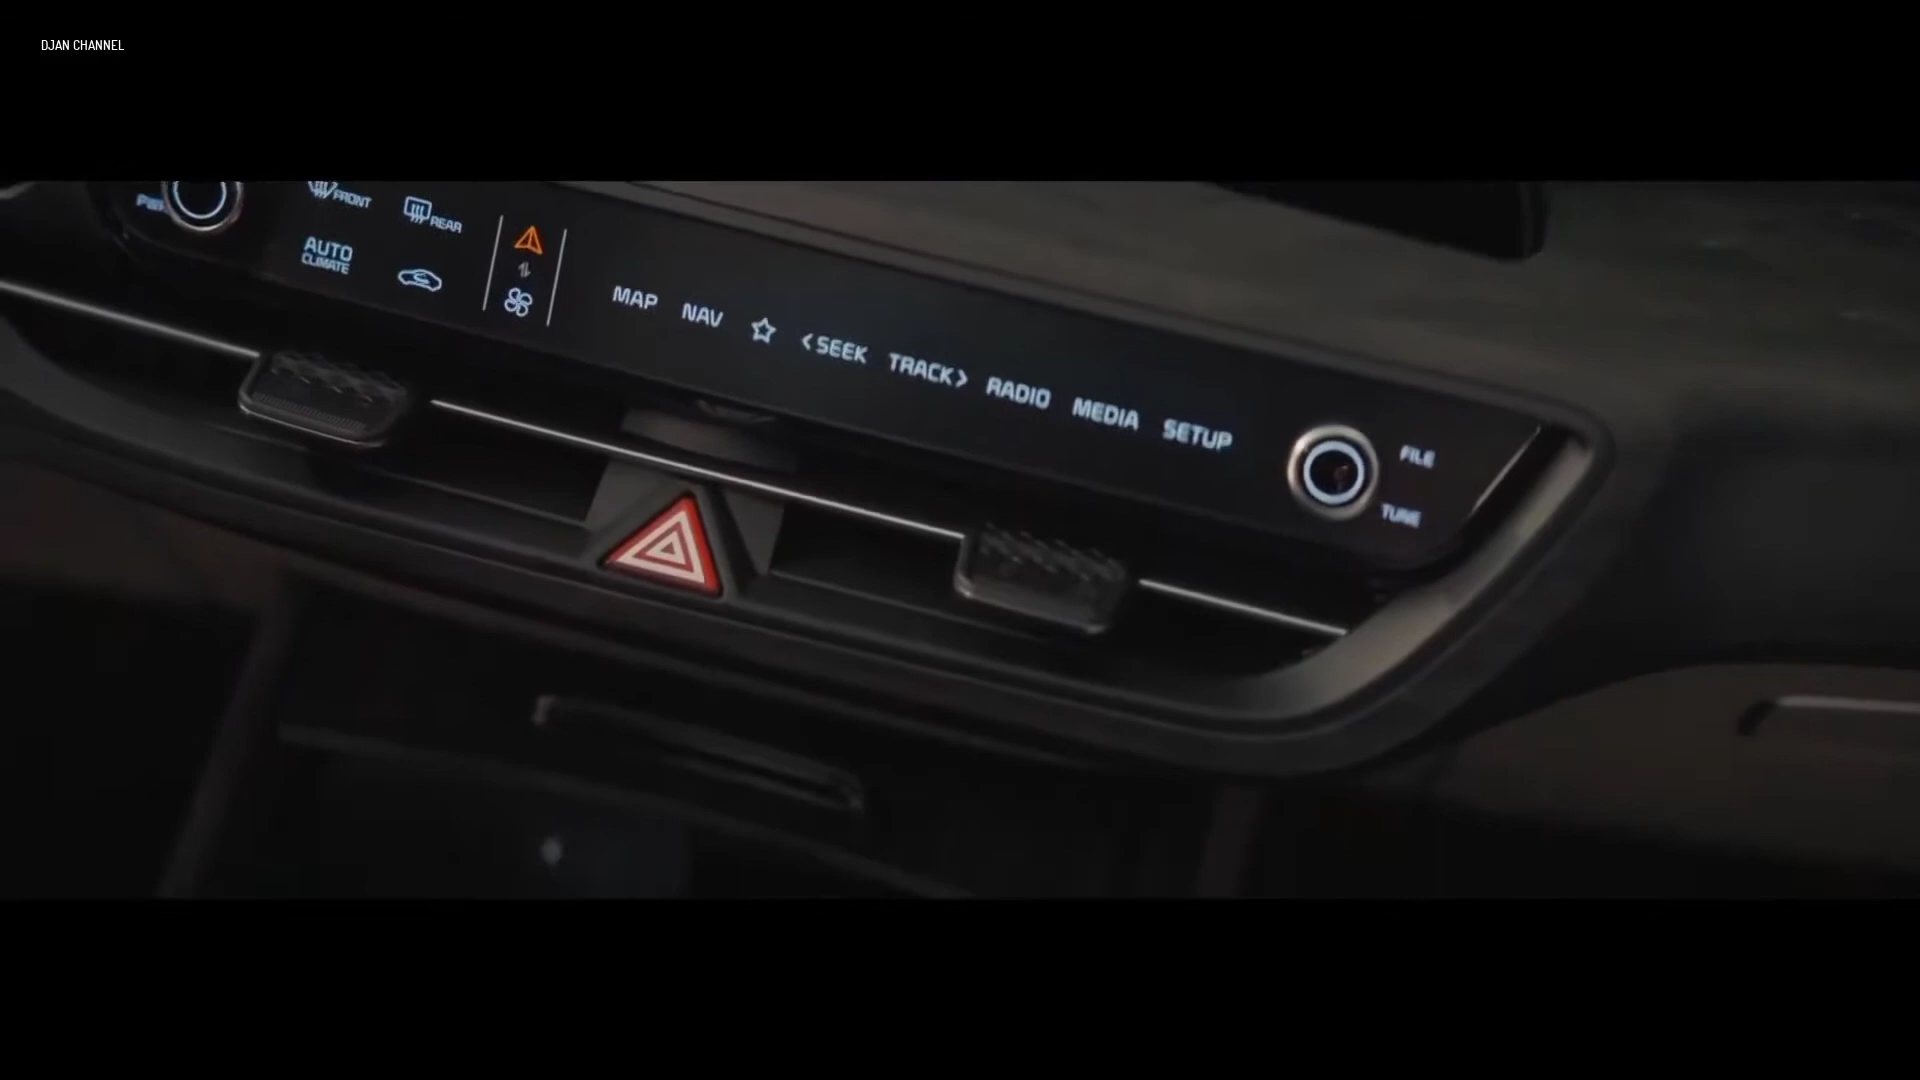 DJAN CHANNEL
FRONT
REAR
AUTO
CLIMATE
MAP NAV ☆ <SEEK TRACK> RADIO MEDIA SETUP
FILE
TUNE